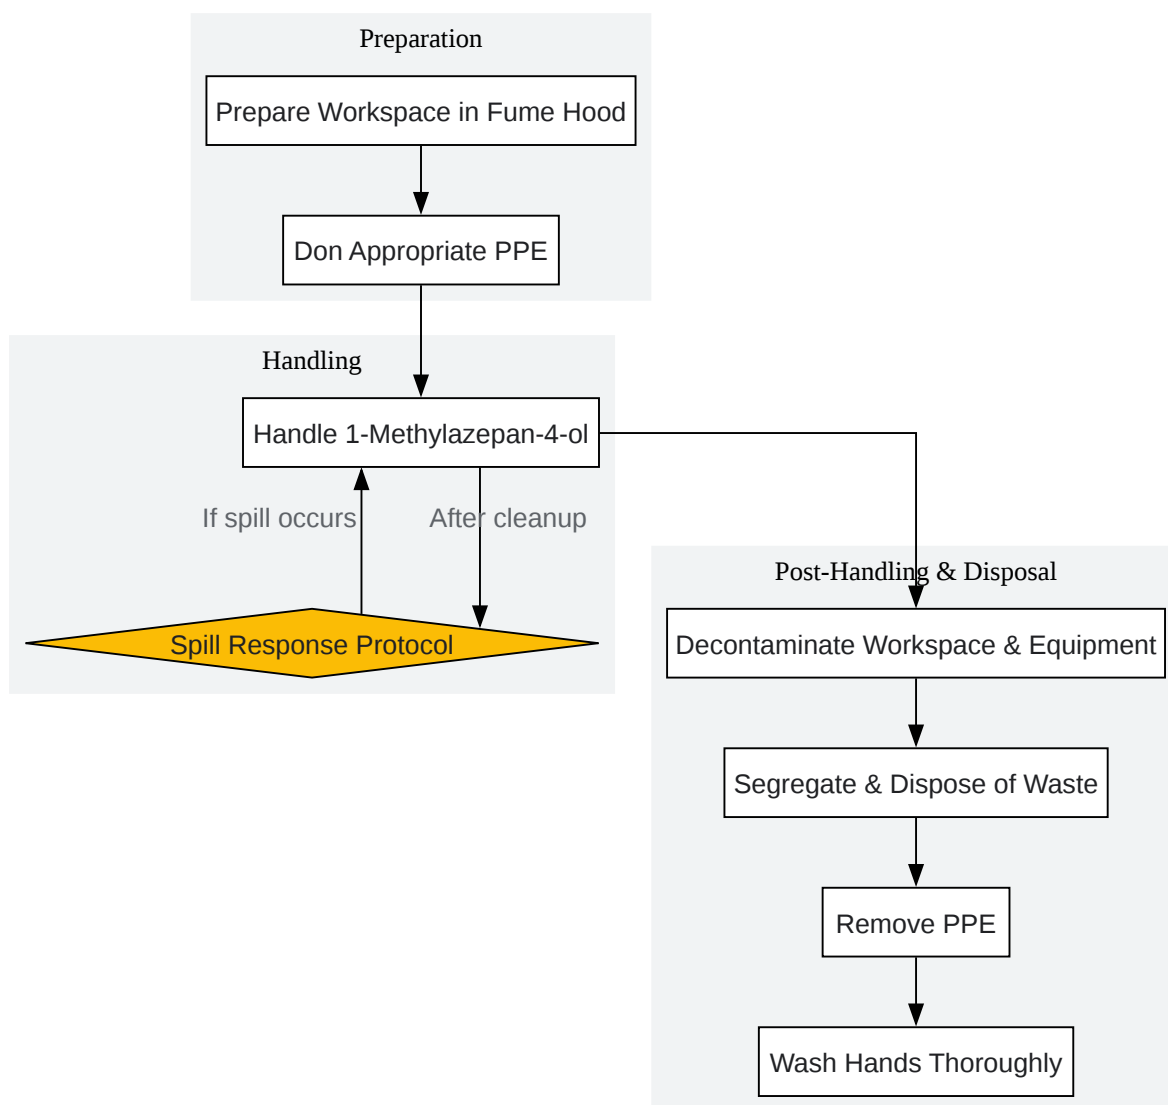 Preparation
Prepare Workspace in Fume Hood
Don Appropriate PPE
Handling
Handle 1-Methylazepan-4-ol
If spill occurs
After cleanup
Spill Response Protocol
Post-Handling & Disposal
Decontaminate Workspace & Equipment
Segregate & Dispose of Waste
Remove PPE
Wash Hands Thoroughly